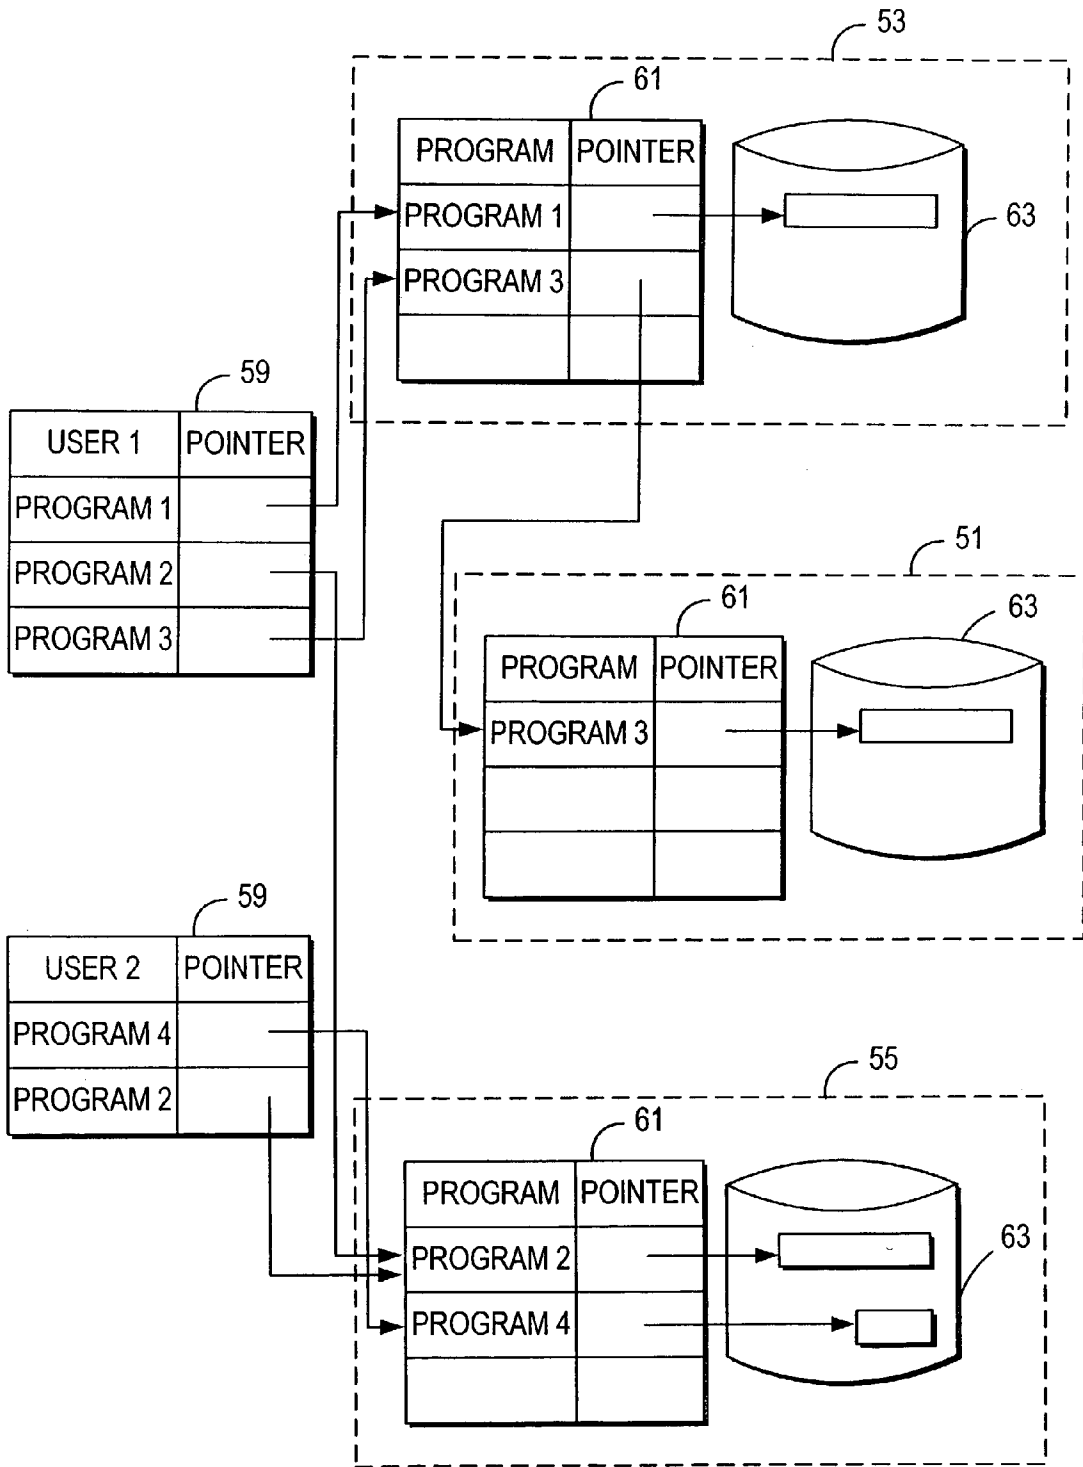 53
61
PROGRAM POINTER
PROGRAM 1
PROGRAM 3
63
59
USER 1 POINTER
PROGRAM 1
PROGRAM 2
PROGRAM 3
51
61
63
PROGRAM POINTER
PROGRAM 3
59
USER 2 POINTER
PROGRAM 4
PROGRAM 2
55
61
PROGRAM POINTER
PROGRAM 2
PROGRAM 4
63